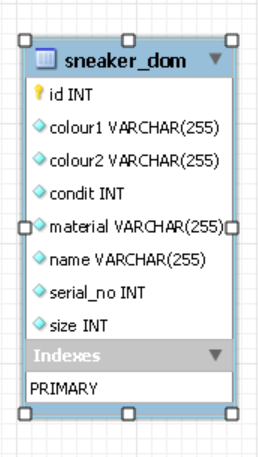 sneaker_dom
id INT
colour1 VARCHAR(255)
colour2 VARCHAR(255)
condit INT
material VARCHAR(255)
name VARCHAR(255)
serial_no INT
size INT
Indexes
PRIMARY